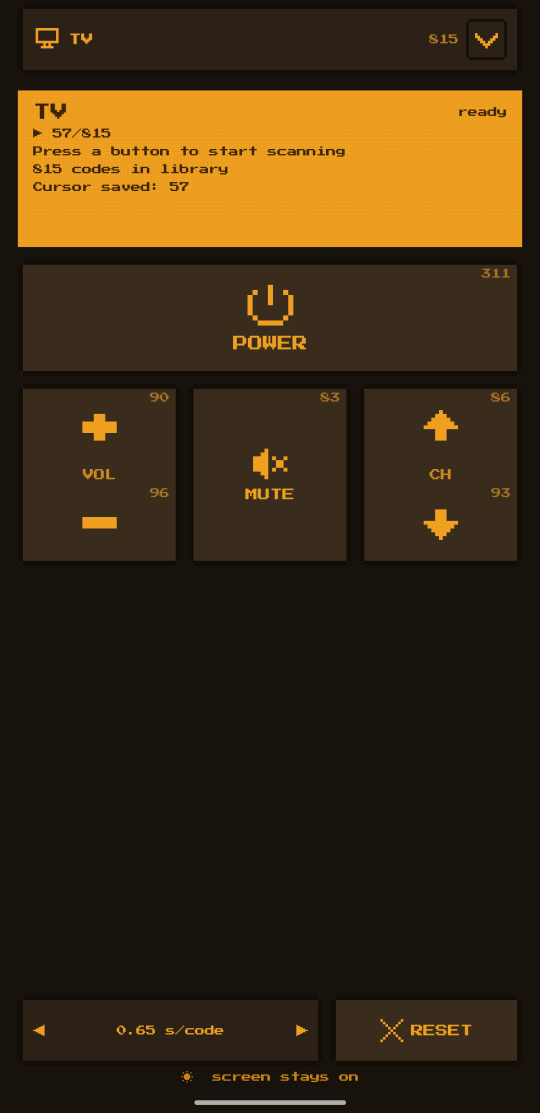 TV
815
TV
ready
▶ 57/815
Press a button to start scanning
815 codes in library
Cursor saved: 57
311
POWER
90
VOL
96
83
MUTE
86
CH
93
◀ 0.65 s/code ▶
RESET
screen stays on